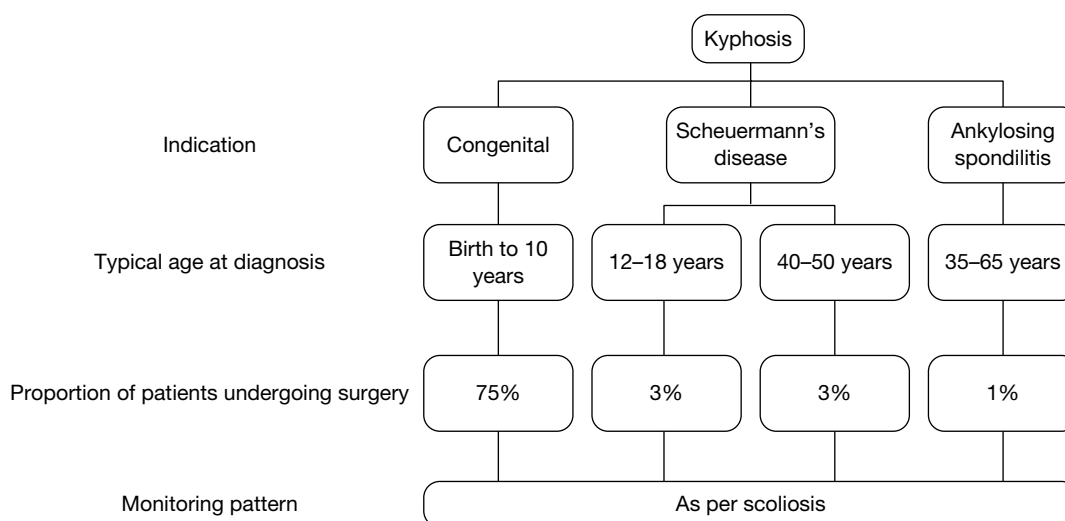 Kyphosis
Indication
Congenital
Scheuermann's
disease
Ankylosing
spondilitis
Typical age at diagnosis
Birth to 10
years
12–18 years
40–50 years
35–65 years
Proportion of patients undergoing surgery
75%
3%
3%
1%
Monitoring pattern
As per scoliosis